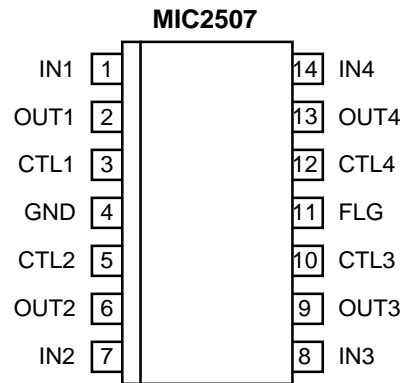 MIC2507
IN1 1 14 IN4
OUT1 2 13 OUT4
CTL1 3 12 CTL4
GND 4 11 FLG
CTL2 5 10 CTL3
OUT2 6 9 OUT3
IN2 7 8 IN3